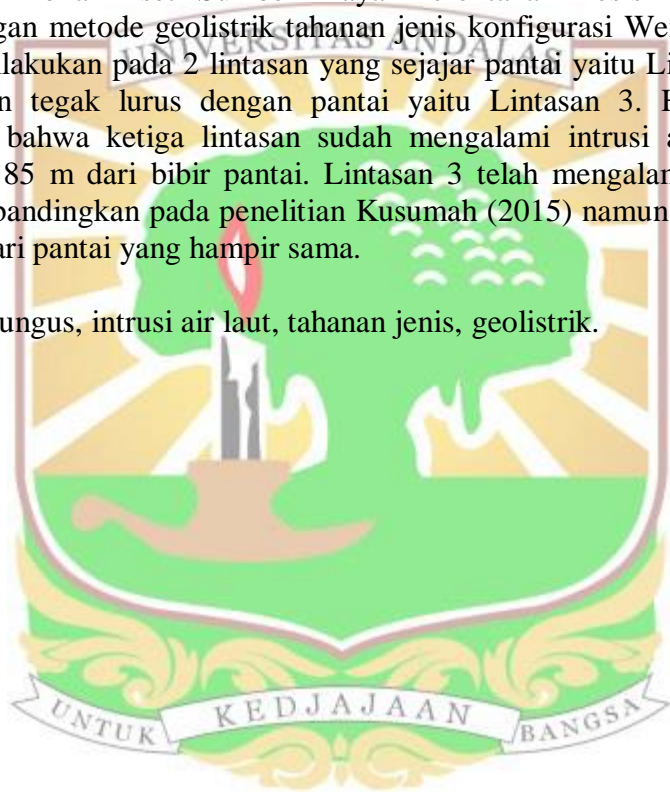 gan metode geolistrik tahanan jenis konfigurasi We
lakukan pada 2 lintasan yang sejajar pantai yaitu Li
n tegak lurus dengan pantai yaitu Lintasan 3.
bahwa ketiga lintasan sudah mengalami intrusi a
85 m dari bibir pantai. Lintasan 3 telah mengalam
bandingkan pada penelitian Kusumah (2015) namun
ari pantai yang hampir sama.
ungus, intrusi air laut, tahanan jenis, geolistrik.
UNIVERSITAS ANDALAS
UNTUK KEDJAJAAN BANGSA